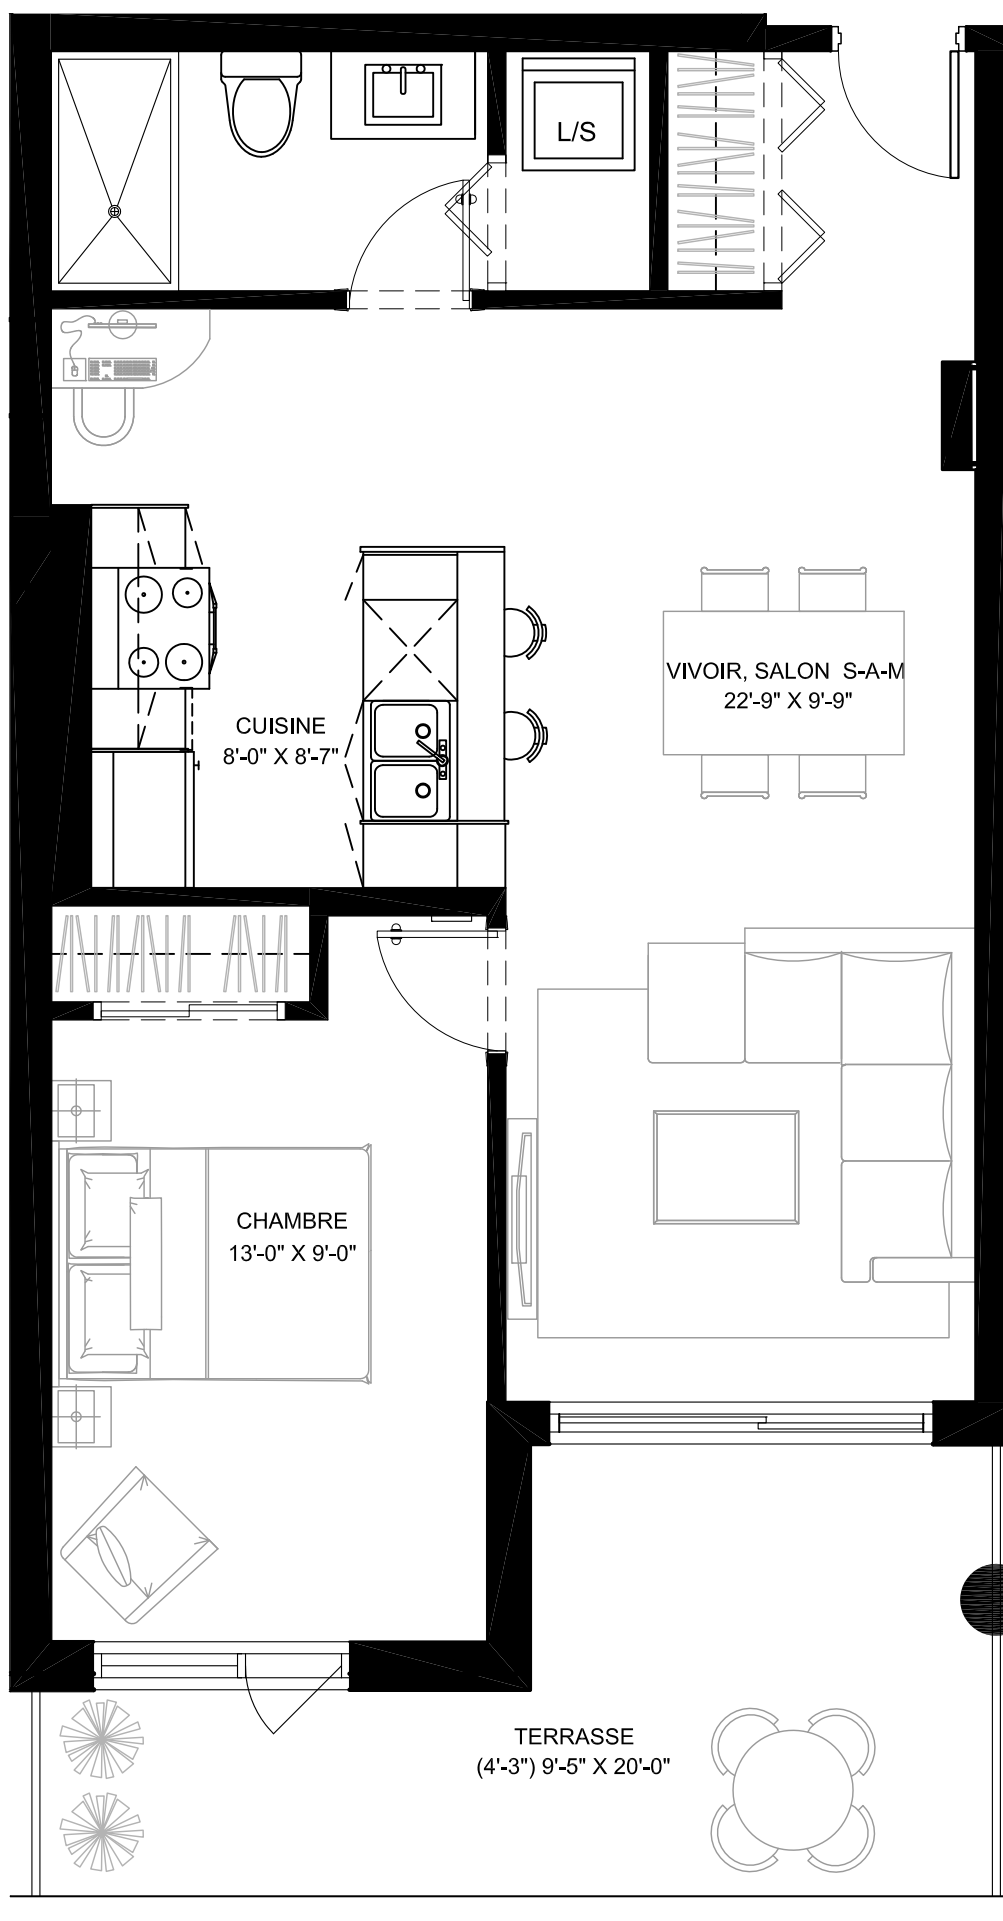 L/S
VIVOIR, SALON S-A-M
22'-9" X 9'-9"
CUISINE
8'-0" X 8'-7"
CHAMBRE
13'-0" X 9'-0"
TERRASSE
(4'-3") 9'-5" X 20'-0"